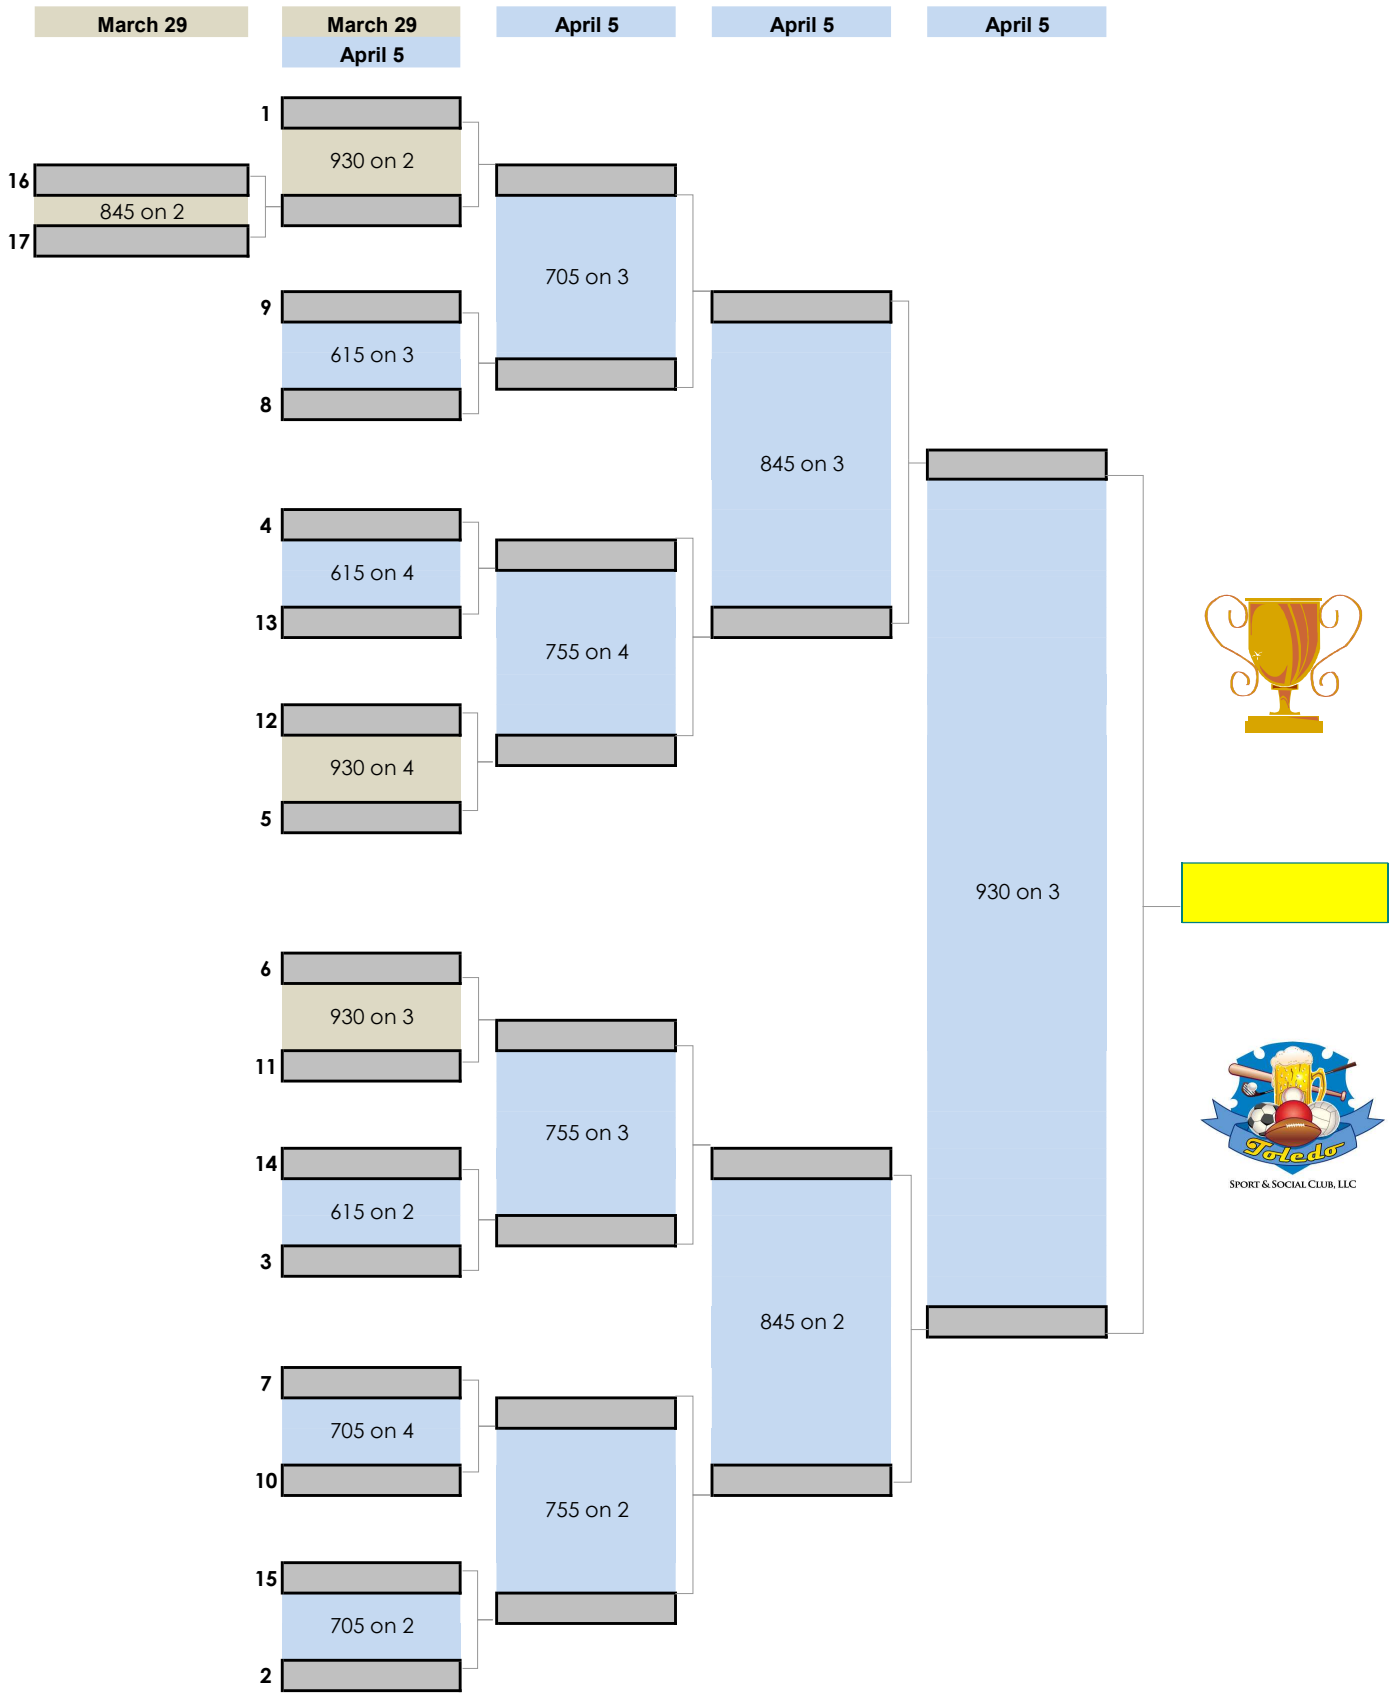 March 29
March 29
April 5
April 5
April 5
April 5
1
930 on 2
16
845 on 2
17
705 on 3
9
615 on 3
8
845 on 3
4
615 on 4
13
755 on 4
12
930 on 4
5
930 on 3
6
930 on 3
11
755 on 3
14
615 on 2
3
845 on 2
7
705 on 4
10
755 on 2
15
705 on 2
2
Toledo
SPORT & SOCIAL CLUB, LLC